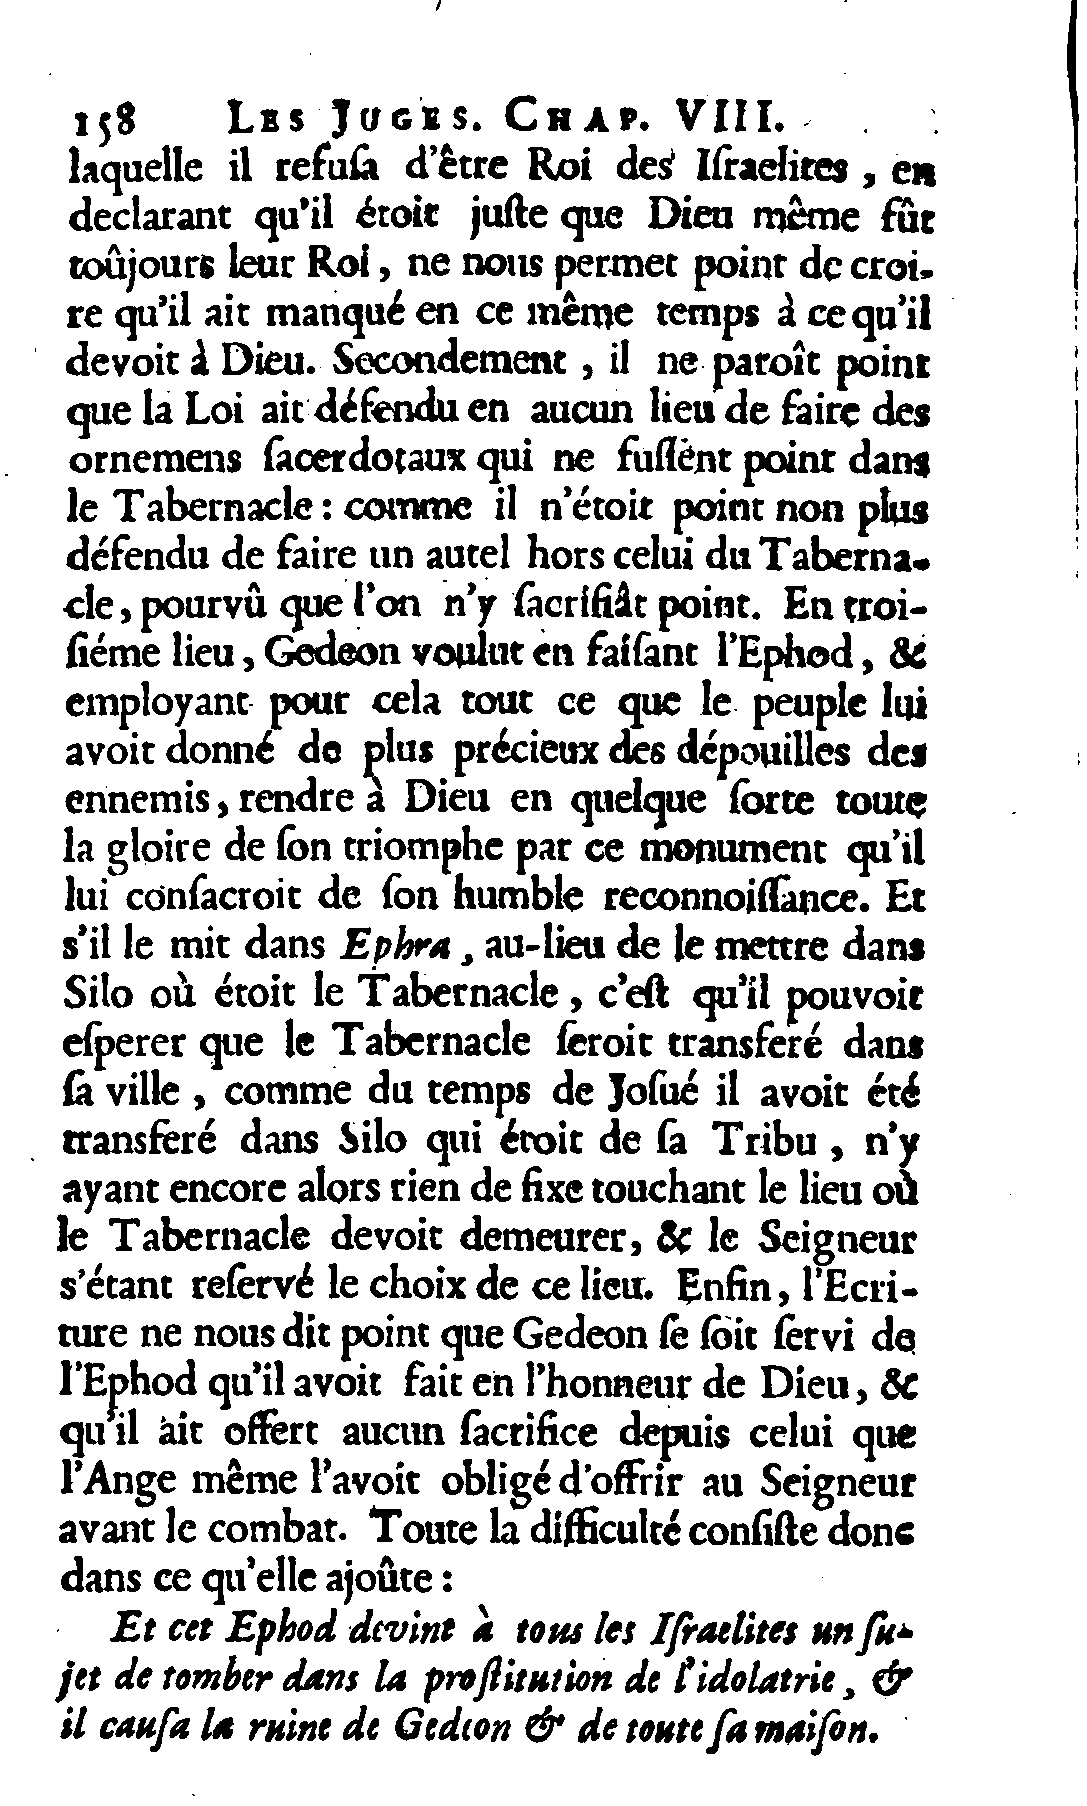 158 LES JUGES. CHAP. VIII.
laquelle il refuſa d'être Roi des Iſraelites, en
declarant qu'il étoit juſte que Dieu même fût
toûjours leur Roi, ne nous permet point de croi-
re qu'il ait manqué en ce même temps à ce qu'il
devoit à Dieu. Secondement, il ne paroît point
que la Loi ait défendu en aucun lieu de faire des
ornemens ſacerdotaux qui ne fuſſent point dans
le Tabernacle: comme il n'étoit point non plus
défendu de faire un autel hors celui du Taberna-
cle, pourvû que l'on n'y ſacrifiât point. En troi-
ſiéme lieu, Gedeon voulut en faiſant l'Ephod, &
employant pour cela tout ce que le peuple lui
avoit donné de plus précieux des dépouilles des
ennemis, rendre à Dieu en quelque ſorte toute
la gloire de ſon triomphe par ce monument qu'il
lui conſacroit de ſon humble reconnoiſſance. Et
s'il le mit dans Ephra, au-lieu de le mettre dans
Silo où étoit le Tabernacle, c'eſt qu'il pouvoit
eſperer que le Tabernacle ſeroit transferé dans
ſa ville, comme du temps de Joſué il avoit été
transferé dans Silo qui étoit de ſa Tribu, n'y
ayant encore alors rien de fixe touchant le lieu où
le Tabernacle devoit demeurer, & le Seigneur
s'étant reſervé le choix de ce lieu. Enfin, l'Ecri-
ture ne nous dit point que Gedeon ſe ſoit ſervi de
l'Ephod qu'il avoit fait en l'honneur de Dieu, &
qu'il ait offert aucun ſacrifice depuis celui que
l'Ange même l'avoit obligé d'offrir au Seigneur
avant le combat. Toute la difficulté conſiſte donc
dans ce qu'elle ajoûte:
Et cet Ephod devint à tous les Iſraelites un ſu-
jet de tomber dans la proſtitution de l'idolatrie, &
il cauſa la ruine de Gedeon & de toute ſa maiſon.